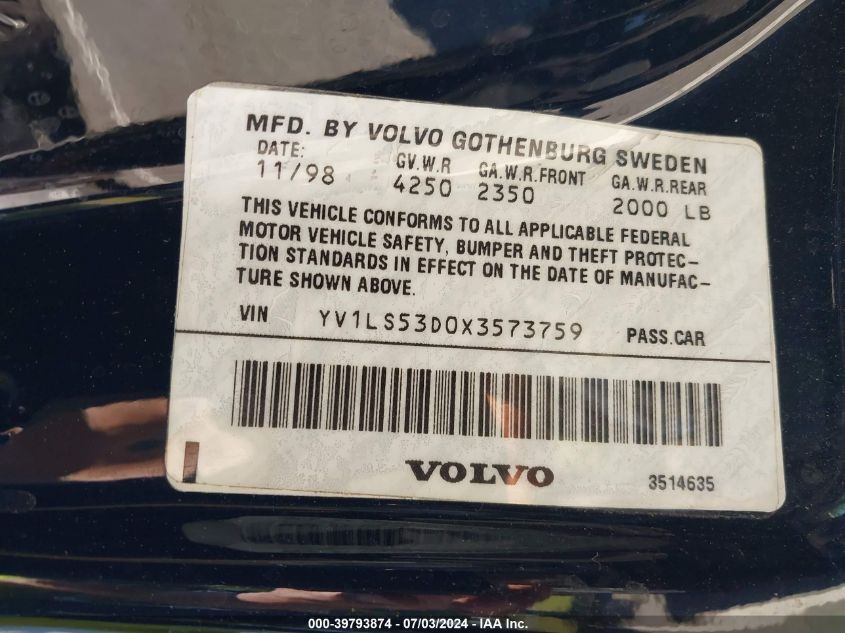 MFD. BY VOLVO GOTHENBURG SWEDEN
DATE: GV.W.R GA.W.R.FRONT GA.W.R.REAR
11/98 4250 2350 2000 LB
THIS VEHICLE CONFORMS TO ALL APPLICABLE FEDERAL
MOTOR VEHICLE SAFETY, BUMPER AND THEFT PROTEC-
TION STANDARDS IN EFFECT ON THE DATE OF MANUFAC-
TURE SHOWN ABOVE.
VIN YV1LS53D0X3573759 PASS.CAR
VOLVO 3514635
000-39793874 - 07/03/2024 - IAA Inc.